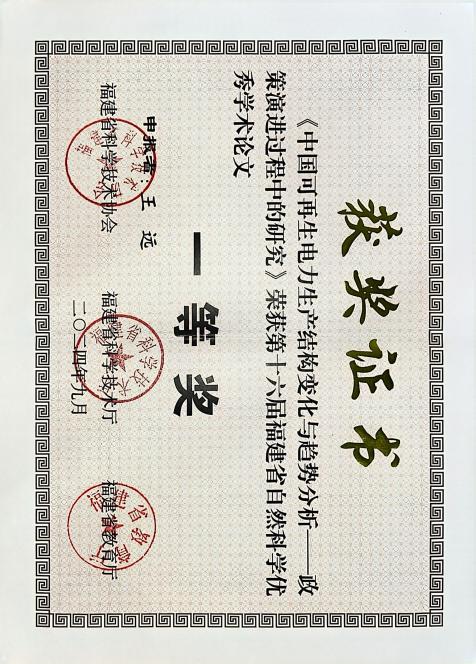 获奖证书
《中国可再生电力生产结构变化与趋势分析——政
策演进过程中的研究》荣获第十六届福建省自然科学优
秀学术论文
一等奖
申报者：王 远
福建省科学技术协会 福建省科学技术厅 福建省教育厅
二〇二四年九月